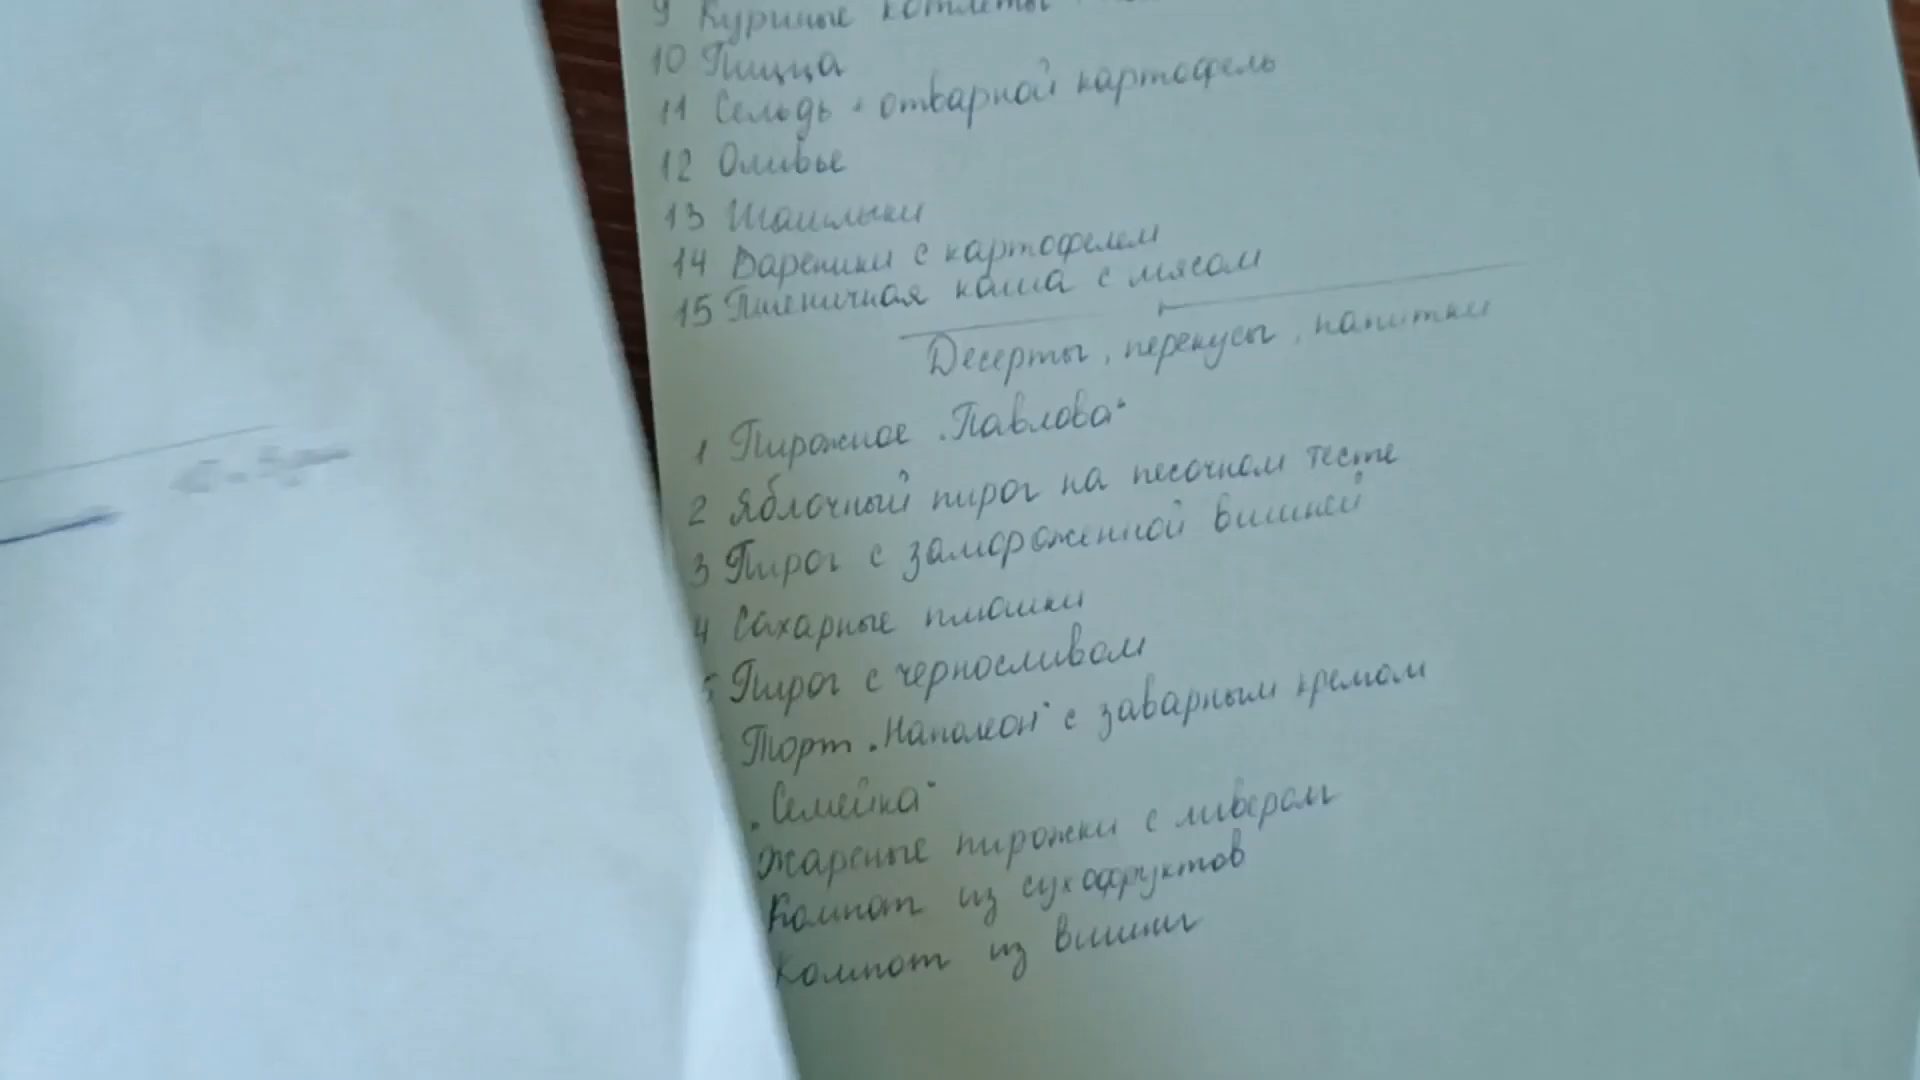 9 Куриные котлеты
10 Пицца
11 Сельдь + отварной картофель
12 Оливье
13 Шашлыки
14 Вареники с картофелем
15 Пшеничная каша с мясом
Десерты, перекусы, напитки
1 Пирожное „Павлова“
2 Яблочный пирог на песочном тесте
3 Пирог с замороженной вишней
4 Сахарные плюшки
5 Пирог с черносливом
Торт „Наполеон“ с заварным кремом
„Семейка“
Жареные пирожки с ливером
Компот из сухофруктов
Компот из вишни